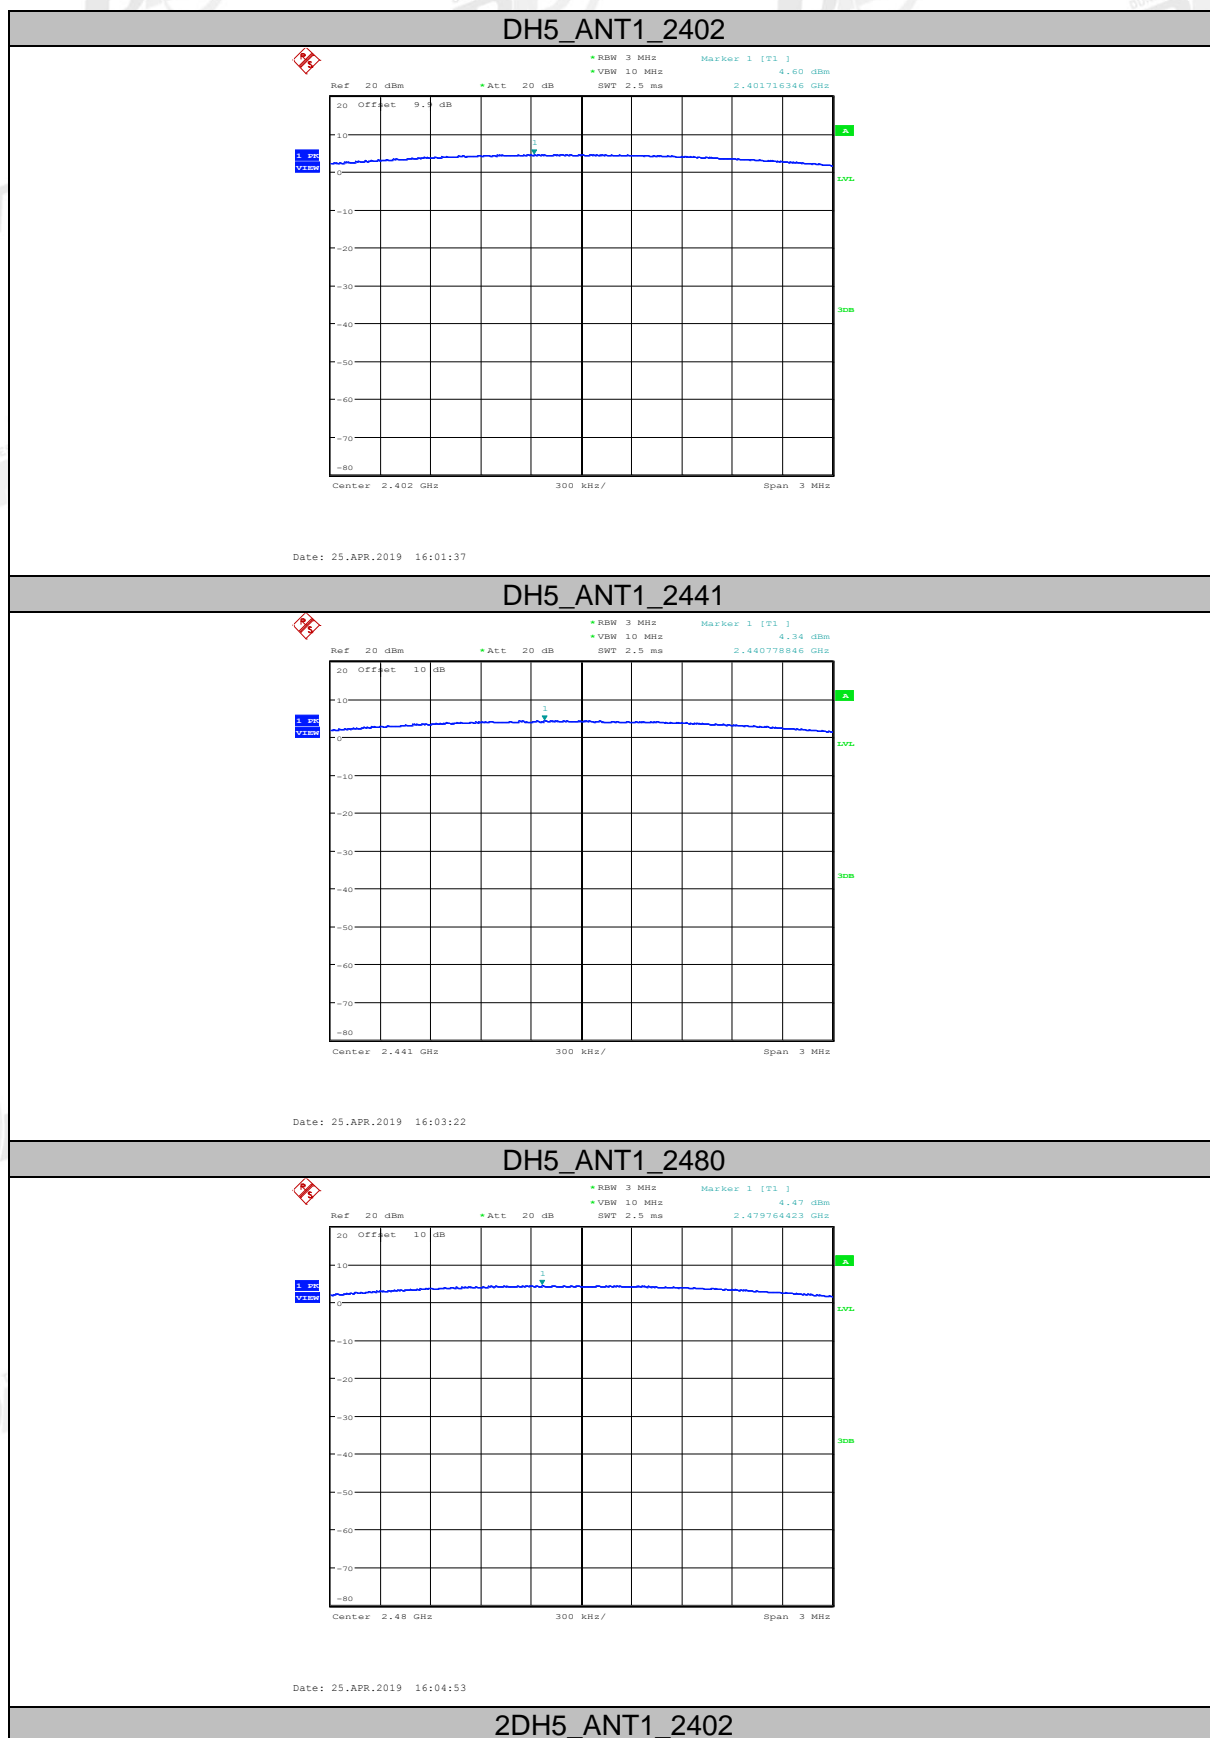 DH5_ANT1_2402
R S
* RBW 3 MHz Marker 1 [T1 ]
* VBW 10 MHz 4.60 dBm
Ref 20 dBm * Att 20 dB SWT 2.5 ms 2.401716346 GHz
20 Offset 9.9 dB
A
10
1
1 PK
VIEW
0
LVL
-10
-20
-30
3DB
-40
-50
-60
-70
-80
Center 2.402 GHz 300 kHz/ Span 3 MHz
Date: 25.APR.2019 16:01:37
DH5_ANT1_2441
R S
* RBW 3 MHz Marker 1 [T1 ]
* VBW 10 MHz 4.34 dBm
Ref 20 dBm * Att 20 dB SWT 2.5 ms 2.440778846 GHz
20 Offset 10 dB
A
10
1
1 PK
VIEW
0
LVL
-10
-20
-30
3DB
-40
-50
-60
-70
-80
Center 2.441 GHz 300 kHz/ Span 3 MHz
Date: 25.APR.2019 16:03:22
DH5_ANT1_2480
R S
* RBW 3 MHz Marker 1 [T1 ]
* VBW 10 MHz 4.47 dBm
Ref 20 dBm * Att 20 dB SWT 2.5 ms 2.479764423 GHz
20 Offset 10 dB
A
10
1
1 PK
VIEW
0
LVL
-10
-20
-30
3DB
-40
-50
-60
-70
-80
Center 2.48 GHz 300 kHz/ Span 3 MHz
Date: 25.APR.2019 16:04:53
2DH5_ANT1_2402